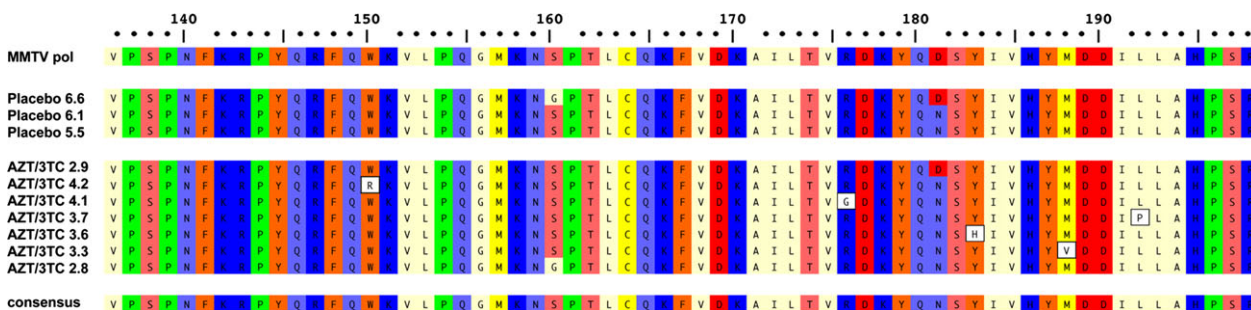 140 150 160 170 180 190
MMTV pol V P S P N F K R P Y Q R F Q W K V L P Q G M K N S P T L C Q K F V D K A I L T V R D K Y Q D S Y I V H Y M D D I L L A H P S
Placebo 6.6 V P S P N F K R P Y Q R F Q W K V L P Q G M K N G P T L C Q K F V D K A I L T V R D K Y Q D S Y I V H Y M D D I L L A H P S
Placebo 6.1 V P S P N F K R P Y Q R F Q W K V L P Q G M K N S P T L C Q K F V D K A I L T V R D K Y Q N S Y I V H Y M D D I L L A H P S
Placebo 5.5 V P S P N F K R P Y Q R F Q W K V L P Q G M K N S P T L C Q K F V D K A I L T V R D K Y Q N S Y I V H Y M D D I L L A H P S
AZT/3TC 2.9 V P S P N F K R P Y Q R F Q W K V L P Q G M K N S P T L C Q K F V D K A I L T V R D K Y Q D S Y I V H Y M D D I L L A H P S
AZT/3TC 4.2 V P S P N F K R P Y Q R F Q R K V L P Q G M K N S P T L C Q K F V D K A I L T V R D K Y Q N S Y I V H Y M D D I L L A H P S
AZT/3TC 4.1 V P S P N F K R P Y Q R F Q W K V L P Q G M K N S P T L C Q K F V D K A I L T V G D K Y Q N S Y I V H Y M D D I L L A H P S
AZT/3TC 3.7 V P S P N F K R P Y Q R F Q W K V L P Q G M K N S P T L C Q K F V D K A I L T V R D K Y Q N S Y I V H Y M D D I P L A H P S
AZT/3TC 3.6 V P S P N F K R P Y Q R F Q W K V L P Q G M K N S P T L C Q K F V D K A I L T V R D K Y Q N S H I V H Y M D D I L L A H P S
AZT/3TC 3.3 V P S P N F K R P Y Q R F Q W K V L P Q G M K N S P T L C Q K F V D K A I L T V R D K Y Q N S Y I V H Y V D D I L L A H P S
AZT/3TC 2.8 V P S P N F K R P Y Q R F Q W K V L P Q G M K N G P T L C Q K F V D K A I L T V R D K Y Q N S Y I V H Y M D D I L L A H P S
consensus V P S P N F K R P Y Q R F Q W K V L P Q G M K N S P T L C Q K F V D K A I L T V R D K Y Q N S Y I V H Y M D D I L L A H P S